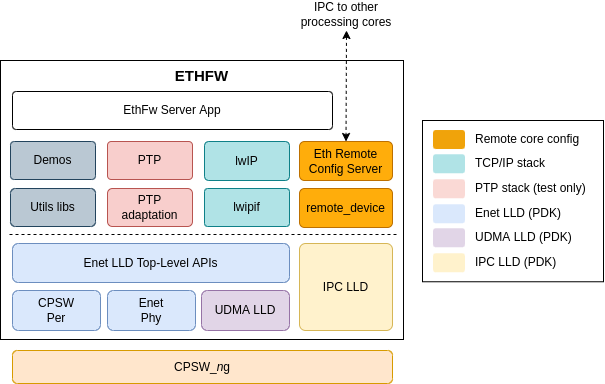 IPC to other
processing cores
ETHFW
EthFw Server App
Demos
PTP
lwIP
Eth Remote
Config Server
Utils libs
PTP
adaptation
lwipif
remote_device
Enet LLD Top-Level APIs
IPC LLD
CPSW
Per
Enet
Phy
UDMA LLD
CPSW_ng
Remote core config
TCP/IP stack
PTP stack (test only)
Enet LLD (PDK)
UDMA LLD (PDK)
IPC LLD (PDK)